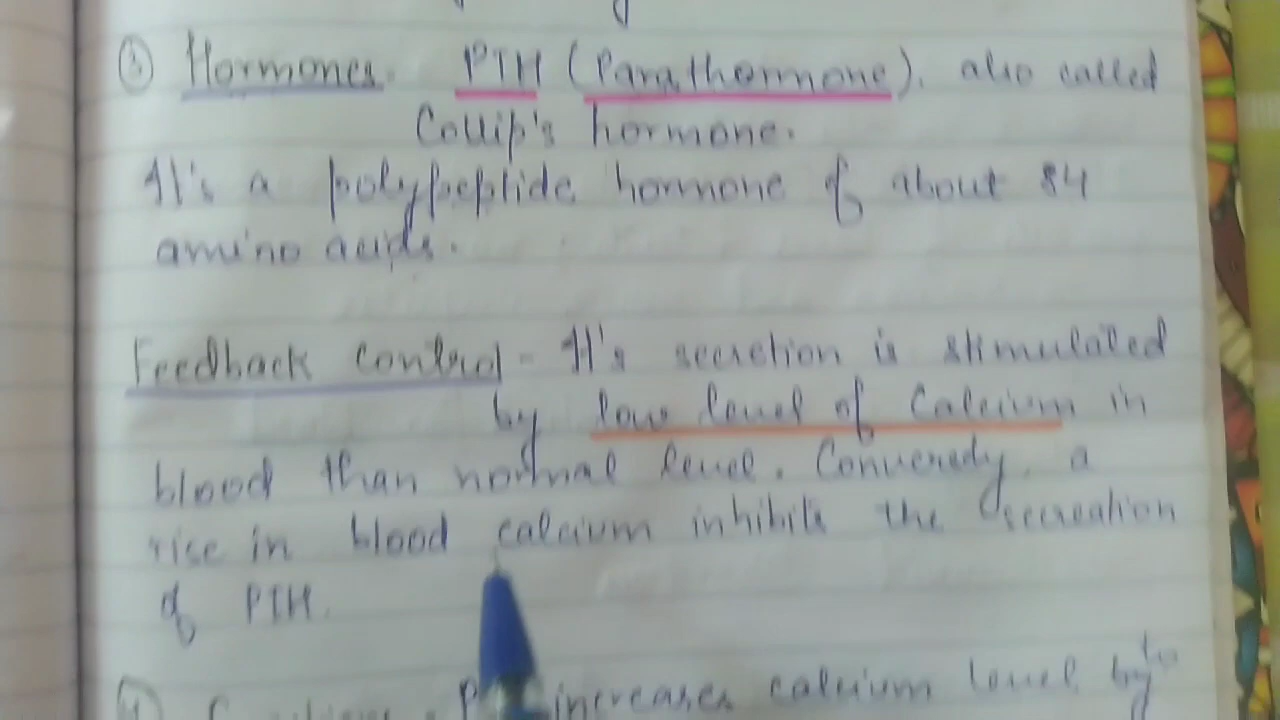 ③ Hormones. PTH (Parathormone). also called
Collip's hormone.
It's a polypeptide hormone of about 84
amino acids.
Feedback control - It's secretion is stimulated
by low level of Calcium in
blood than normal level. Conversely, a
rise in blood calcium inhibits the secreation
of PTH.
increases calcium level by